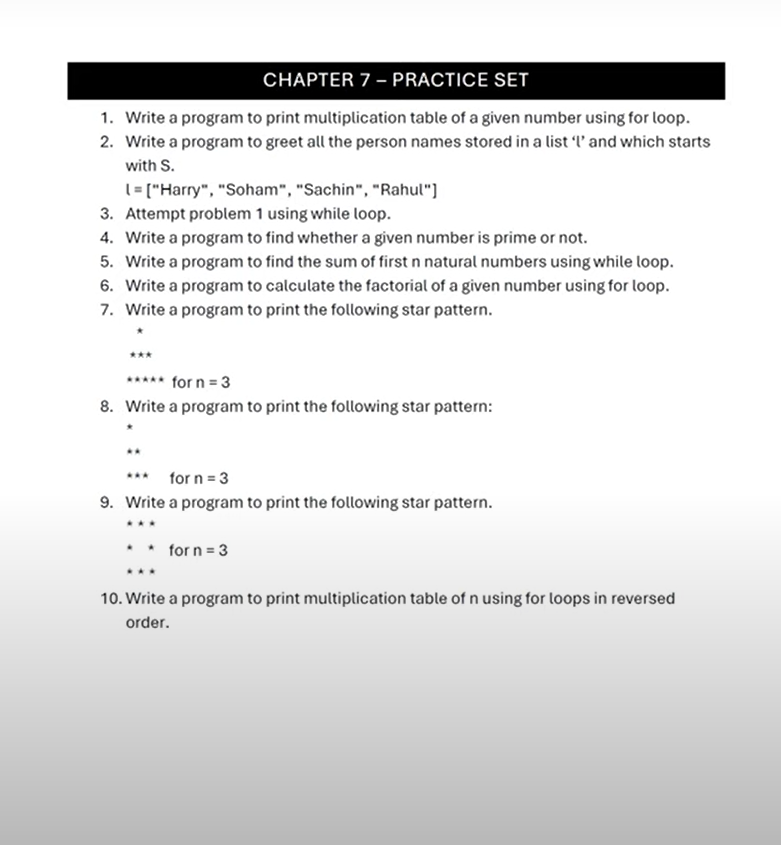 CHAPTER 7 – PRACTICE SET
1. Write a program to print multiplication table of a given number using for loop.
2. Write a program to greet all the person names stored in a list ‘l’ and which starts
with S.
l = ["Harry", "Soham", "Sachin", "Rahul"]
3. Attempt problem 1 using while loop.
4. Write a program to find whether a given number is prime or not.
5. Write a program to find the sum of first n natural numbers using while loop.
6. Write a program to calculate the factorial of a given number using for loop.
7. Write a program to print the following star pattern.
*
***
***** for n = 3
8. Write a program to print the following star pattern:
*
**
*** for n = 3
9. Write a program to print the following star pattern.
* * *
* * for n = 3
* * *
10. Write a program to print multiplication table of n using for loops in reversed
order.